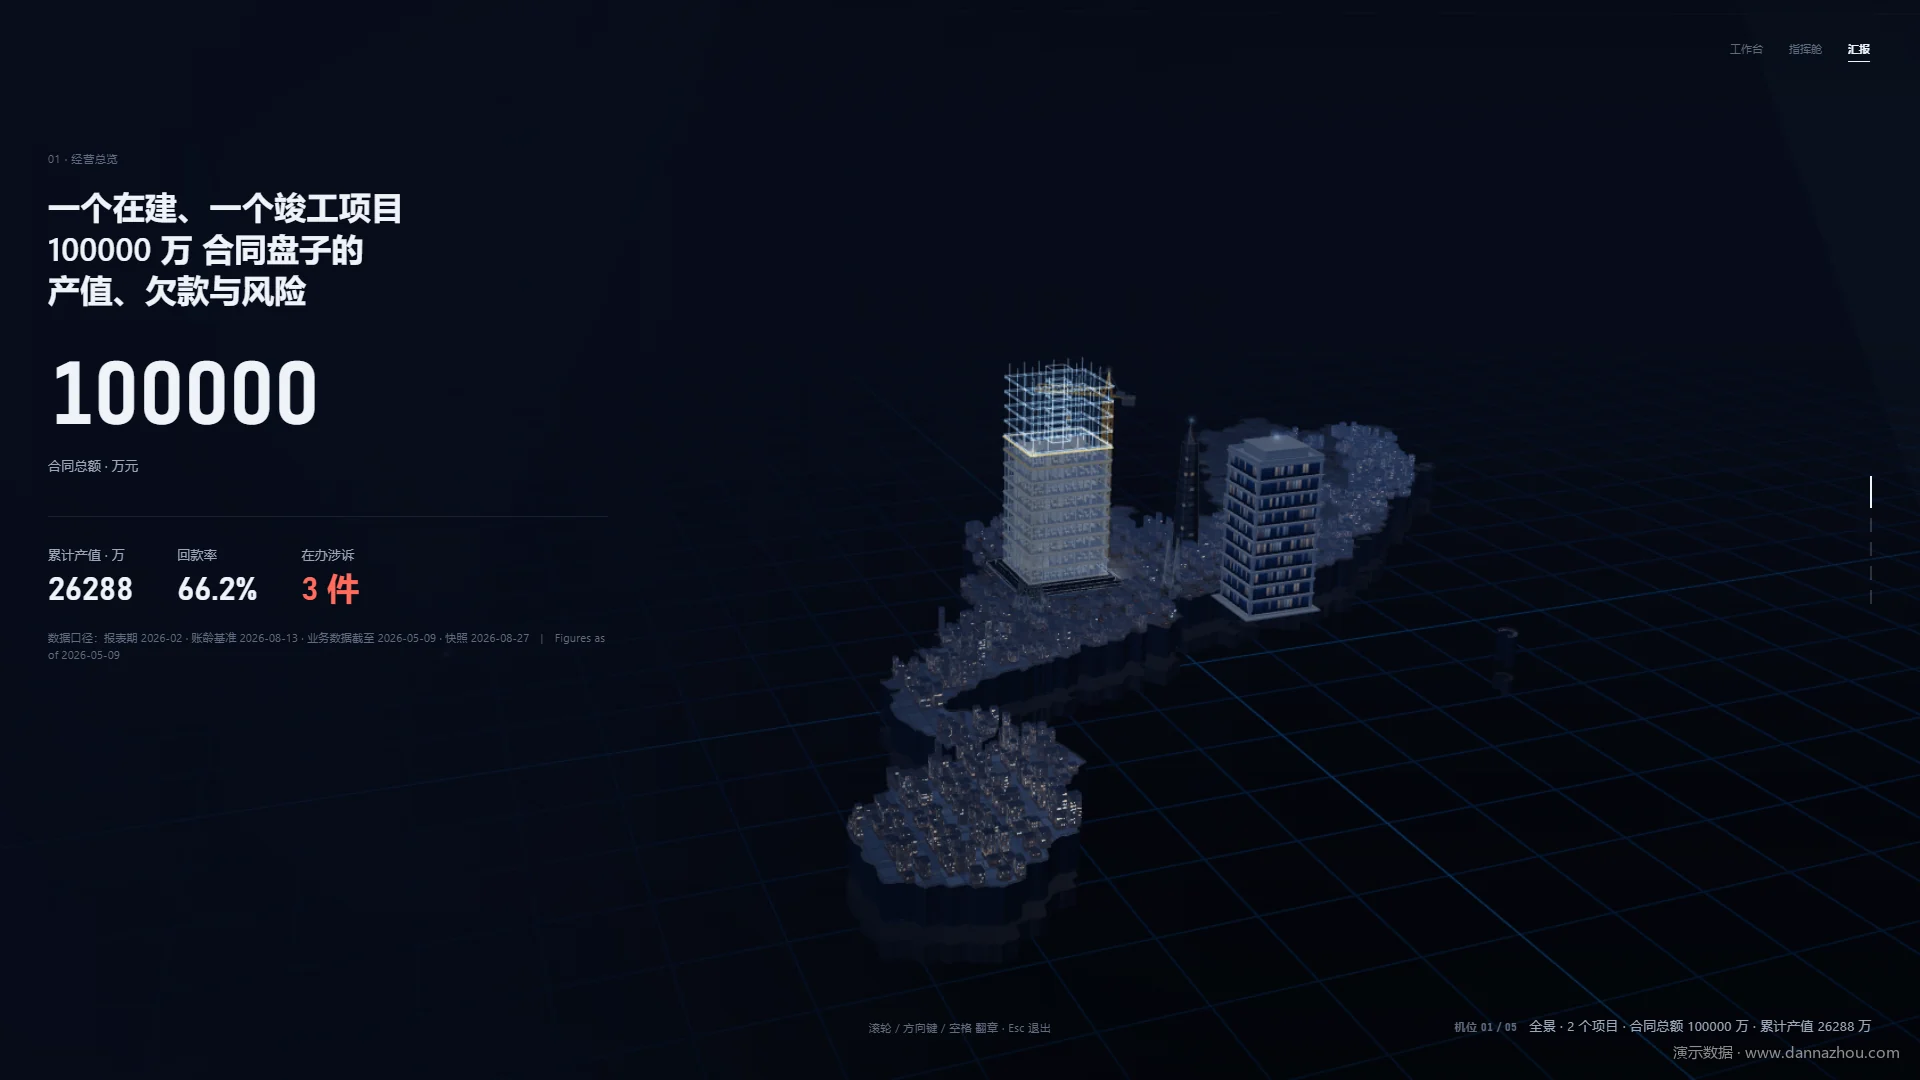 工作台 指挥舱 汇报
01 · 经营总览
一个在建、一个竣工项目
100000 万 合同盘子的
产值、欠款与风险
100000
合同总额 · 万元
累计产值 · 万 回款率 在办涉诉
26288 66.2% 3 件
数据口径：报表期 2026-02 · 账龄基准 2026-08-13 · 业务数据截至 2026-05-09 · 快照 2026-08-27 | Figures as
of 2026-05-09
滚轮 / 方向键 / 空格 翻章 · Esc 退出
机位 01 / 05 全景 · 2 个项目 · 合同总额 100000 万 · 累计产值 26288 万
演示数据 · www.dannazhou.com